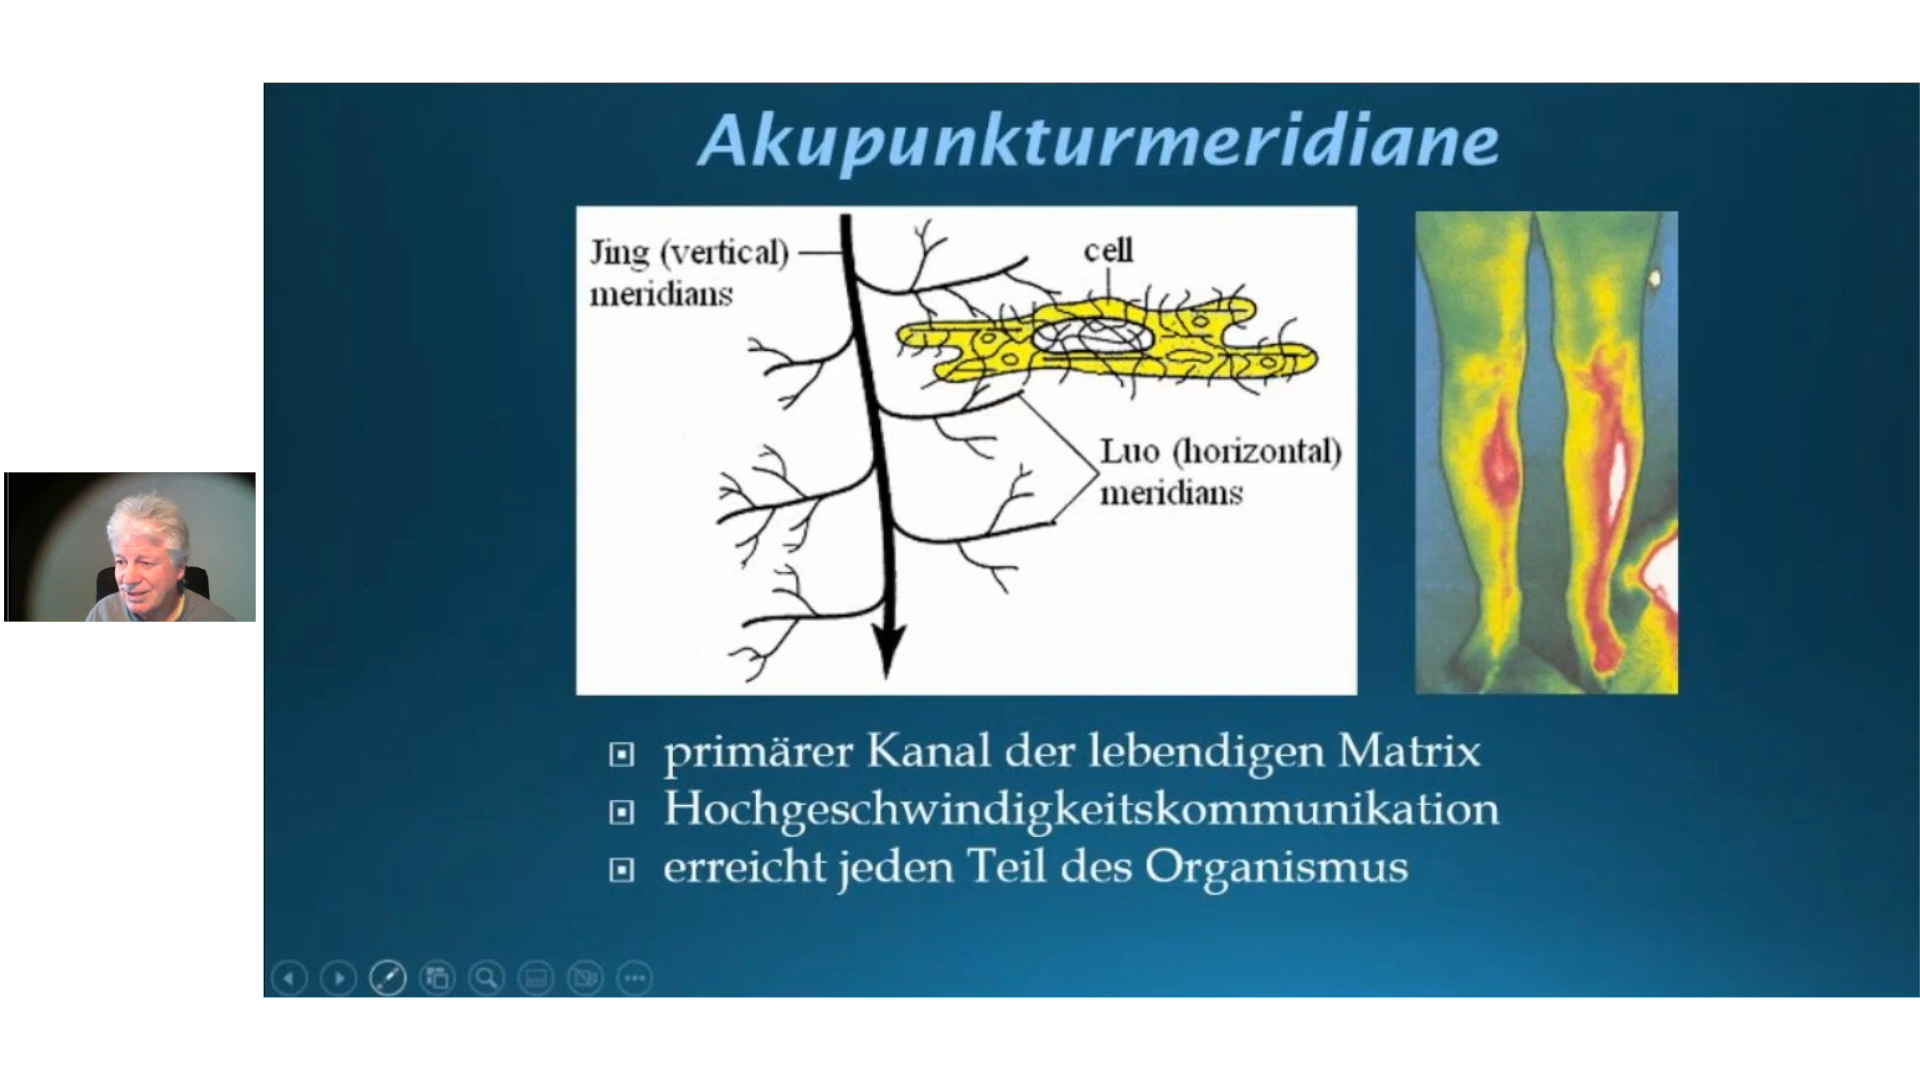 Akupunkturmeridiane
Jing (vertical)
meridians
cell
Luo (horizontal)
meridians
primärer Kanal der lebendigen Matrix
Hochgeschwindigkeitskommunikation
erreicht jeden Teil des Organismus